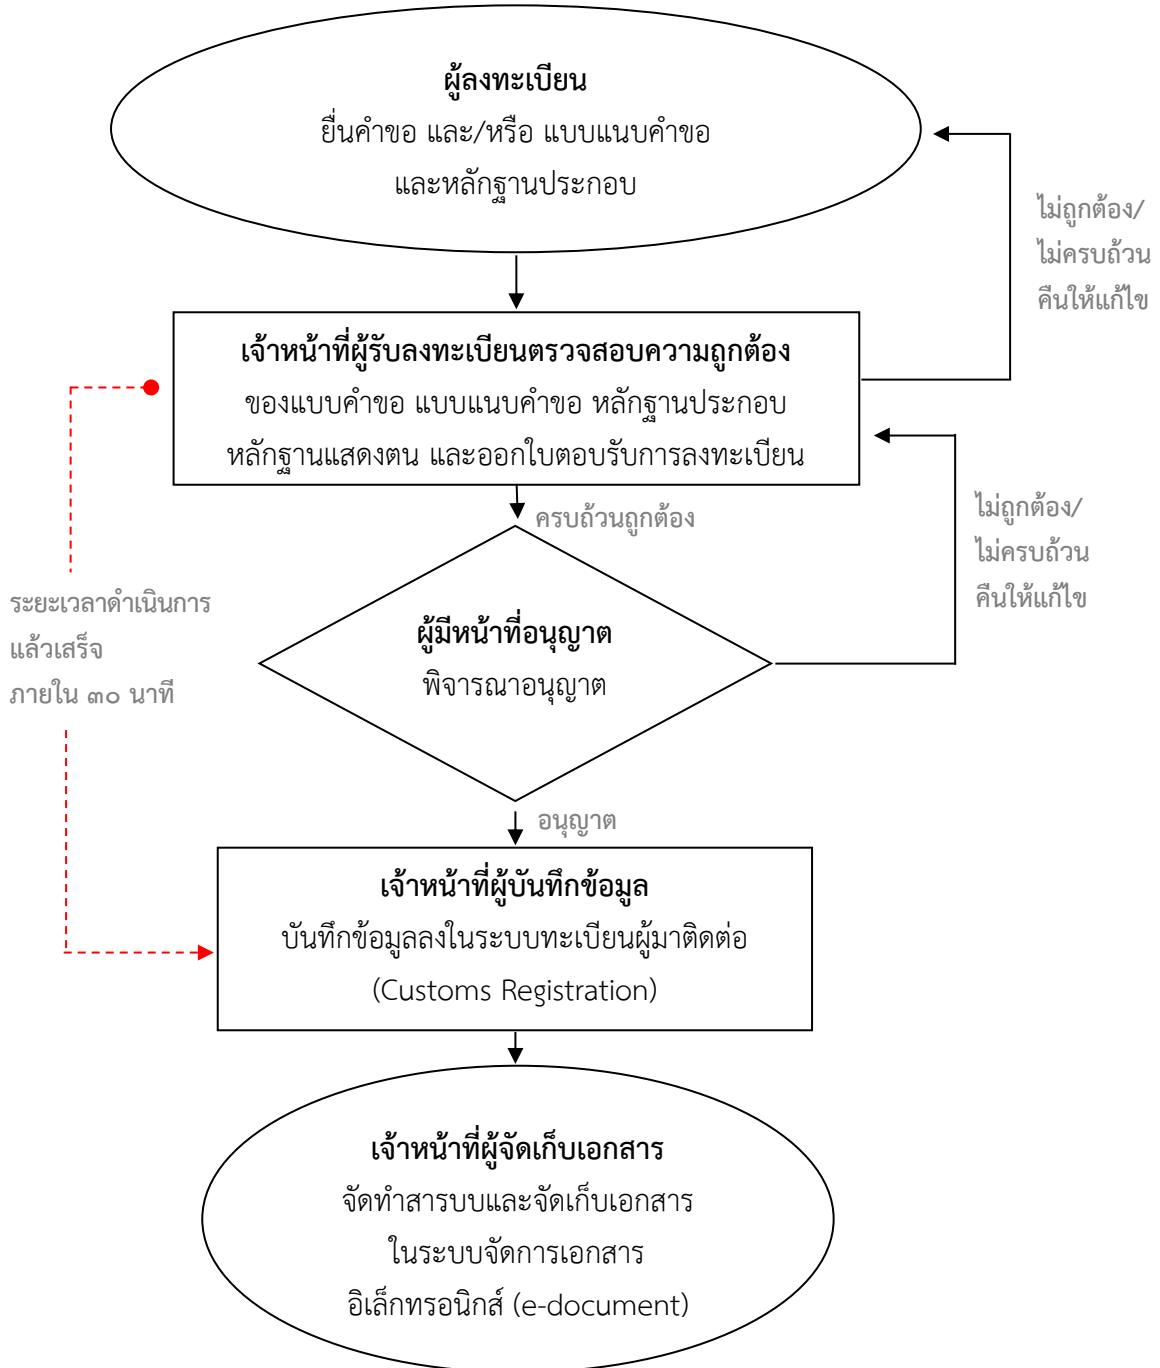 ผู้ลงทะเบียน
ยื่นคำขอ และ/หรือ แบบแนบคำขอ
และหลักฐานประกอบ
ไม่ถูกต้อง/
ไม่ครบถ้วน
คืนให้แก้ไข
เจ้าหน้าที่ผู้รับลงทะเบียนตรวจสอบความถูกต้อง
ของแบบคำขอ แบบแนบคำขอ หลักฐานประกอบ
หลักฐานแสดงตน และออกใบตอบรับการลงทะเบียน
ครบถ้วนถูกต้อง
ไม่ถูกต้อง/
ไม่ครบถ้วน
คืนให้แก้ไข
ระยะเวลาดำเนินการ
แล้วเสร็จ
ภายใน ๓๐ นาที
ผู้มีหน้าที่อนุญาต
พิจารณาอนุญาต
อนุญาต
เจ้าหน้าที่ผู้บันทึกข้อมูล
บันทึกข้อมูลลงในระบบทะเบียนผู้มาติดต่อ
(Customs Registration)
เจ้าหน้าที่ผู้จัดเก็บเอกสาร
จัดทำสารบบและจัดเก็บเอกสาร
ในระบบจัดการเอกสาร
อิเล็กทรอนิกส์ (e-document)